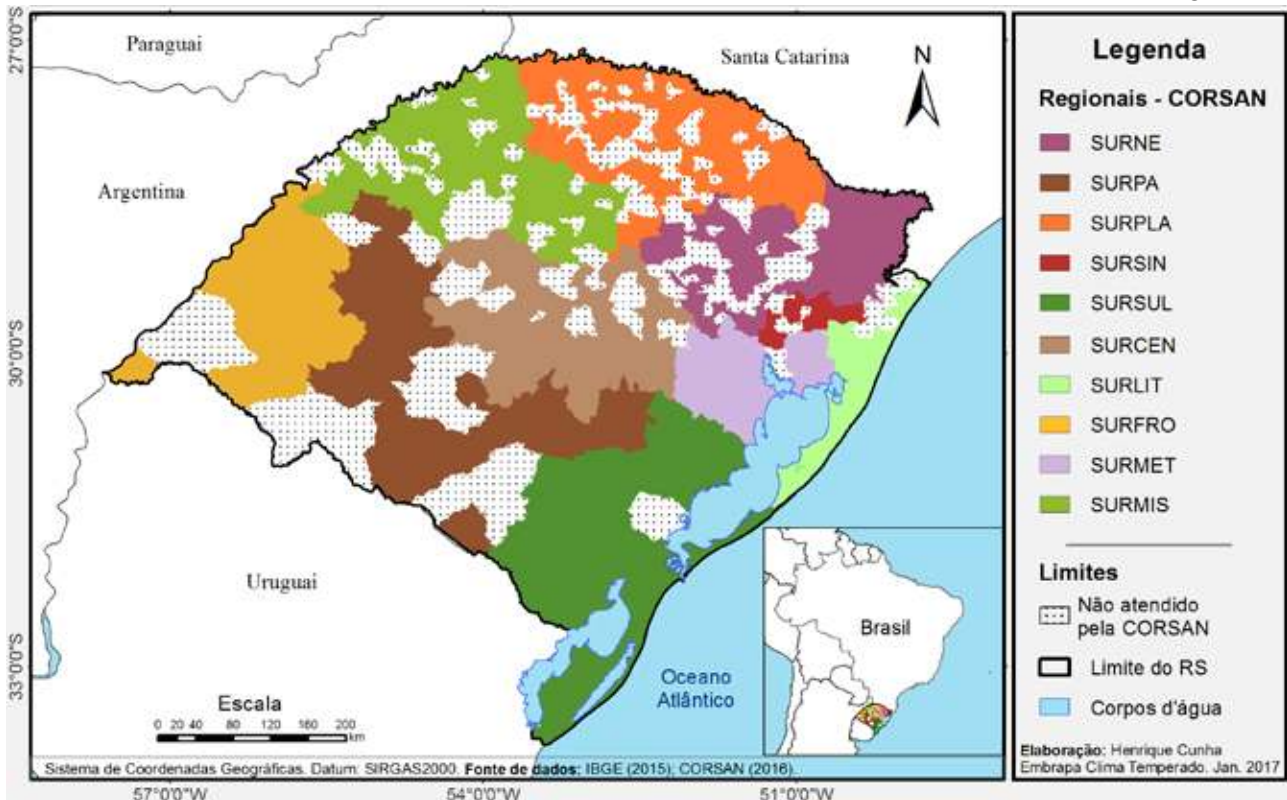 27°0'0"S
30°0'0"S
33°0'0"S
Paraguai
Santa Catarina
N
Argentina
Uruguai
Brasil
Oceano
Atlântico
Escala
0 20 40 80 120 160 200
km
Sistema de Coordenadas Geográficas. Datum: SIRGAS2000. Fonte de dados: IBGE (2015); CORSAN (2016).
57°0'0"W
54°0'0"W
51°0'0"W
Legenda
Regionais - CORSAN
SURNE
SURPA
SURPLA
SURSIN
SURSUL
SURCEN
SURLIT
SURFRO
SURMET
SURMIS
Limites
Não atendido
pela CORSAN
Limite do RS
Corpos d'água
Elaboração: Henrique Cunha
Embrapa Clima Temperado. Jan. 2017